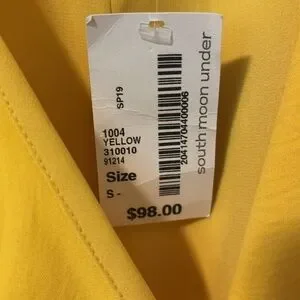 SP19
1004
YELLOW
310010
91214
Size
S -
$98.00
20414704400006
south moon under